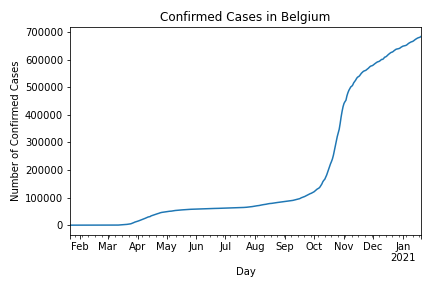 Confirmed Cases in Belgium
Number of Confirmed Cases
700000
600000
500000
400000
300000
200000
100000
0
Feb Mar Apr May Jun Jul Aug Sep Oct Nov Dec Jan
2021
Day